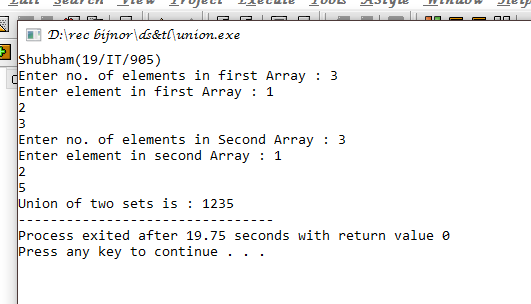 Edit Search View Project Execute Tools AStyle Window Help
D:\rec bijnor\ds&tl\union.exe
Shubham(19/IT/905)
Enter no. of elements in first Array : 3
Enter element in first Array : 1
2
3
Enter no. of elements in Second Array : 3
Enter element in second Array : 1
2
5
Union of two sets is : 1235
--------------------------------
Process exited after 19.75 seconds with return value 0
Press any key to continue . . .